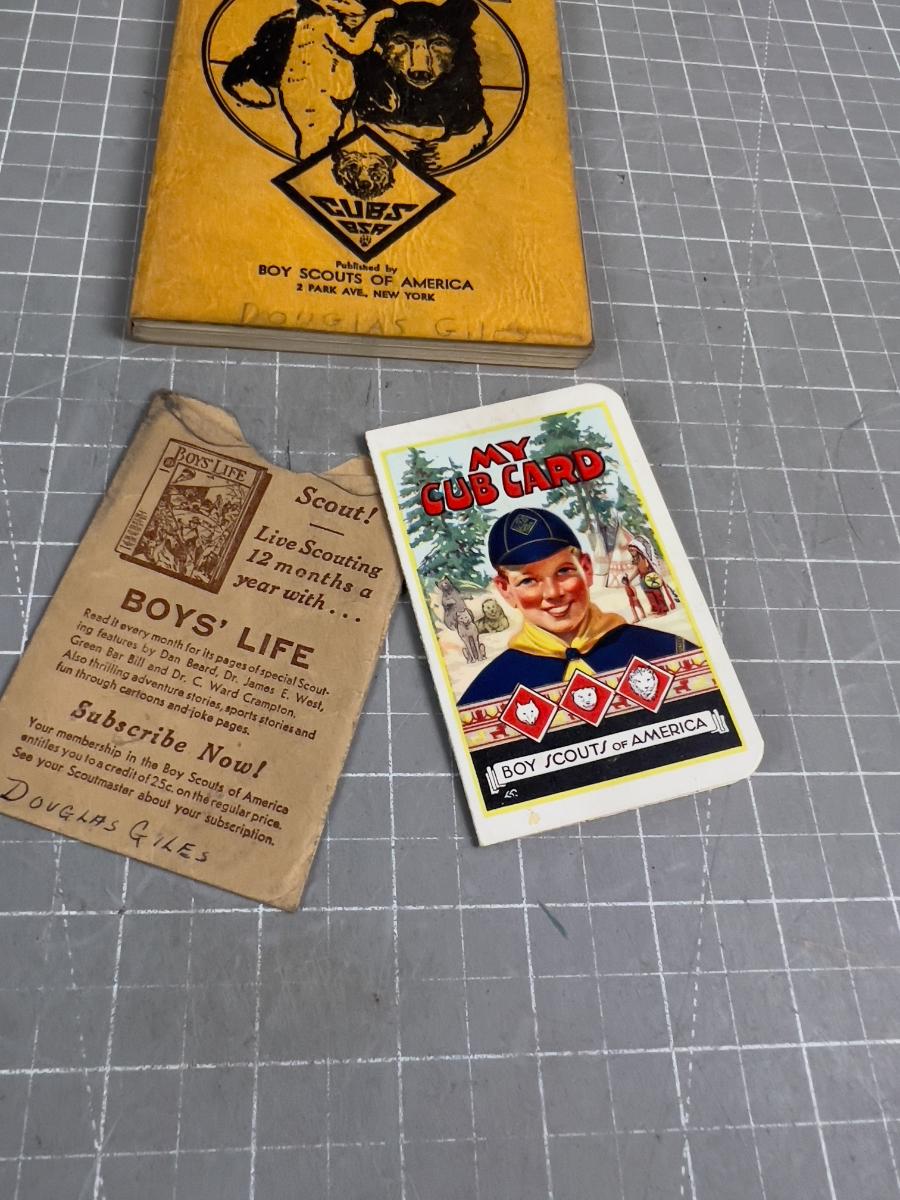 CUBS
BSA
Published by
BOY SCOUTS OF AMERICA
2 PARK AVE., NEW YORK
DOUGLAS GILES
BOYS' LIFE
Scout!
Live Scouting
12 months a
year with . . .
BOYS' LIFE
Read it every month for its pages of special Scout-
ing features by Dan Beard, Dr. James E. West,
Green Bar Bill and Dr. C. Ward Crampton.
Also thrilling adventure stories, sports stories and
fun through cartoons and joke pages.
Subscribe Now!
Your membership in the Boy Scouts of America
entitles you to a credit of 25c. on the regular price.
See your Scoutmaster about your subscription.
DOUGLAS GILES
MY
CUB CARD
BOY SCOUTS OF AMERICA